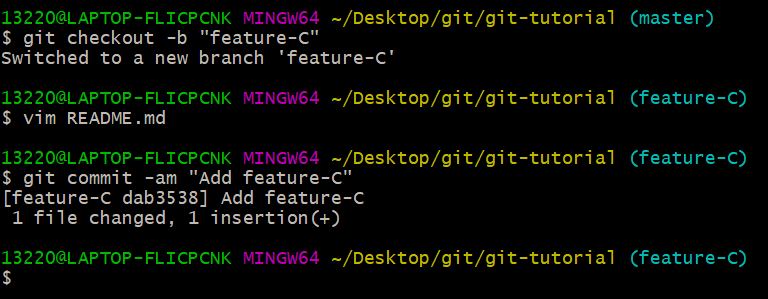 13220@LAPTOP-FLICPCNK MINGW64 ~/Desktop/git/git-tutorial (master)
$ git checkout -b "feature-C"
Switched to a new branch 'feature-C'
13220@LAPTOP-FLICPCNK MINGW64 ~/Desktop/git/git-tutorial (feature-C)
$ vim README.md
13220@LAPTOP-FLICPCNK MINGW64 ~/Desktop/git/git-tutorial (feature-C)
$ git commit -am "Add feature-C"
[feature-C dab3538] Add feature-C
 1 file changed, 1 insertion(+)
13220@LAPTOP-FLICPCNK MINGW64 ~/Desktop/git/git-tutorial (feature-C)
$